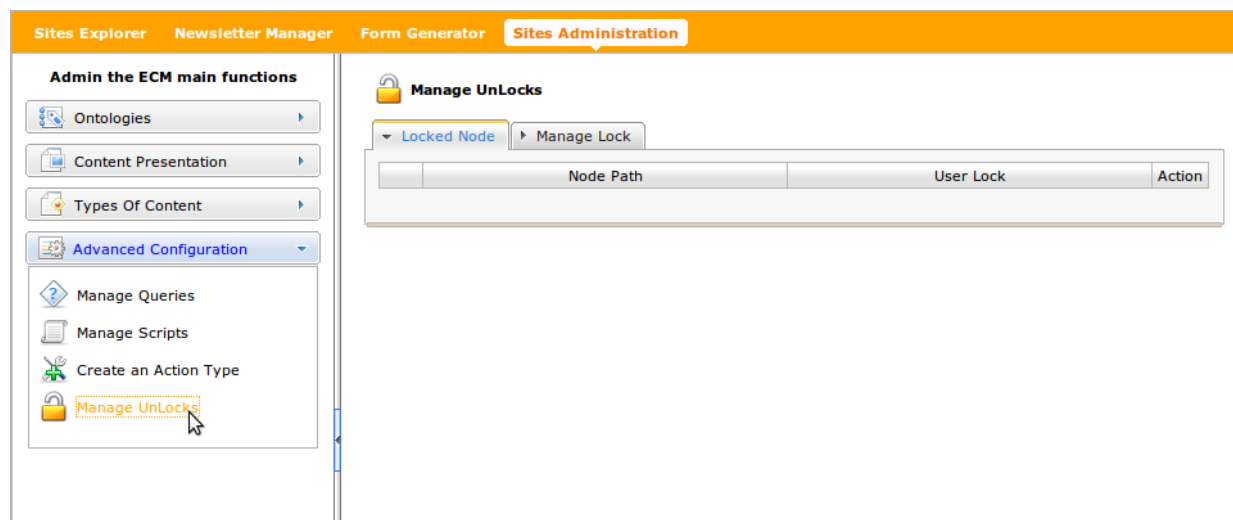 Sites Explorer Newsletter Manager Form Generator Sites Administration
Admin the ECM main functions
Ontologies
Content Presentation
Types Of Content
Advanced Configuration
Manage Queries
Manage Scripts
Create an Action Type
Manage UnLocks
Manage UnLocks
Locked Node Manage Lock
Node Path User Lock Action